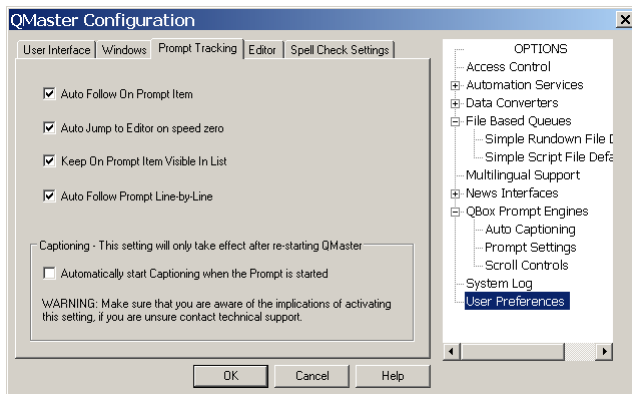 QMaster Configuration
User Interface
Windows
Prompt Tracking
Editor
Spell Check Settings
Auto Follow On Prompt Item
Auto Jump to Editor on speed zero
Keep On Prompt Item Visible In List
Auto Follow Prompt Line-by-Line
Captioning - This setting will only take effect after re-starting QMaster
Automatically start Captioning when the Prompt is started
WARNING: Make sure that you are aware of the implications of activating
this setting, if you are unsure contact technical support.
OPTIONS
Access Control
Automation Services
Data Converters
File Based Queues
Simple Rundown File D
Simple Script File Defa
Multilingual Support
News Interfaces
QBox Prompt Engines
Auto Captioning
Prompt Settings
Scroll Controls
System Log
User Preferences
OK
Cancel
Help